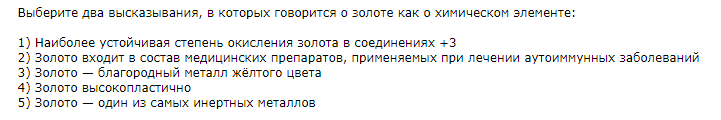 Выберите два высказывания, в которых говорится о золоте как о химическом элементе:
1) Наиболее устойчивая степень окисления золота в соединениях +3
2) Золото входит в состав медицинских препаратов, применяемых при лечении аутоиммунных заболеваний
3) Золото — благородный металл жёлтого цвета
4) Золото высокопластично
5) Золото — один из самых инертных металлов